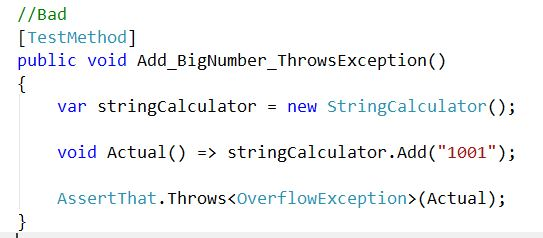 //Bad
[TestMethod]
public void Add_BigNumber_ThrowsException()
{
    var stringCalculator = new StringCalculator();
    void Actual() => stringCalculator.Add("1001");
    AssertThat.Throws<OverflowException>(Actual);
}